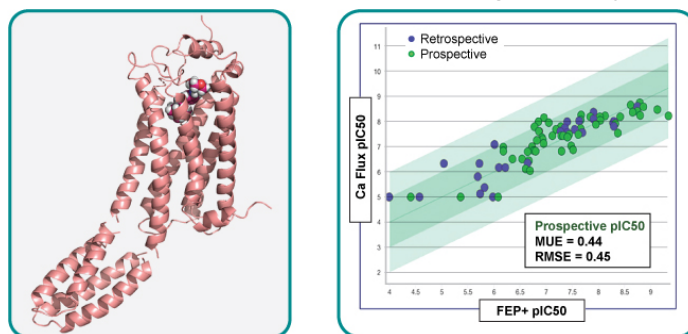 Retrospective
Prospective
Ca Flux pIC50
11
10
9
8
7
6
5
4
3
2
Prospective pIC50
MUE = 0.44
RMSE = 0.45
4 4.5 5 5.5 6 6.5 7 7.5 8 8.5 9
FEP+ pIC50